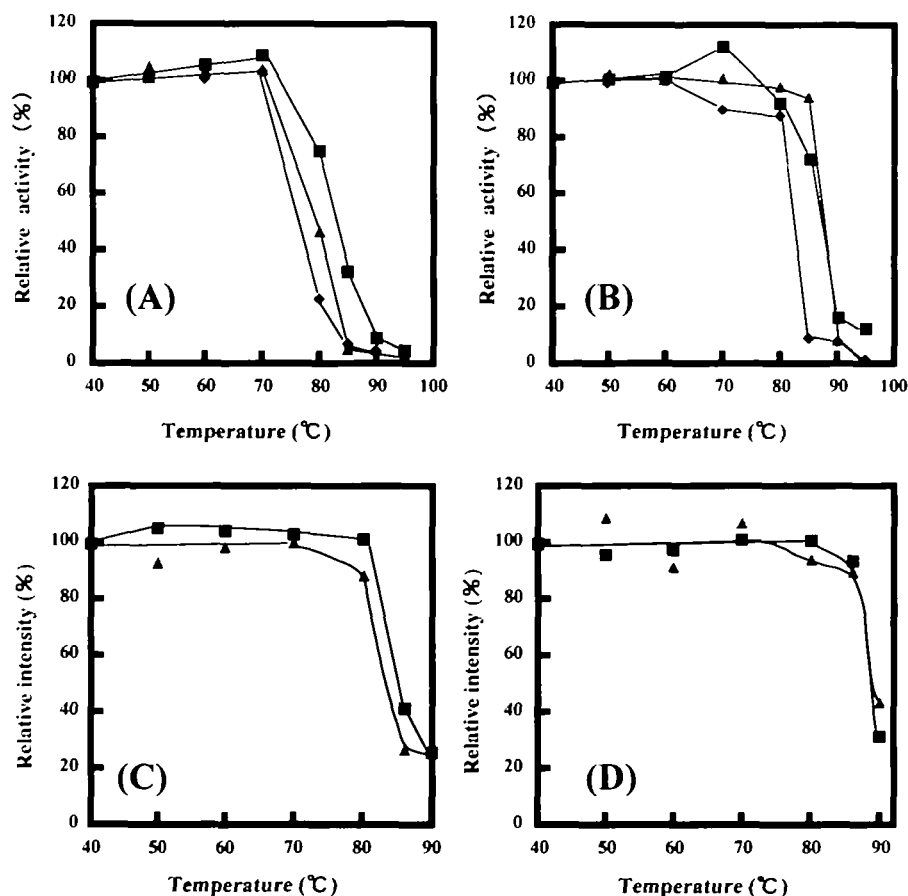 120
100
80
60
40
20
0
Relative activity (%)
(A)
40 50 60 70 80 90 100
Temperature (℃)
120
100
80
60
40
20
0
Relative activity (%)
(B)
40 50 60 70 80 90 100
Temperature (℃)
120
100
80
60
40
20
0
Relative intensity (%)
(C)
40 50 60 70 80 90
Temperature (℃)
120
100
80
60
40
20
0
Relative intensity (%)
(D)
40 50 60 70 80 90
Temperature (℃)